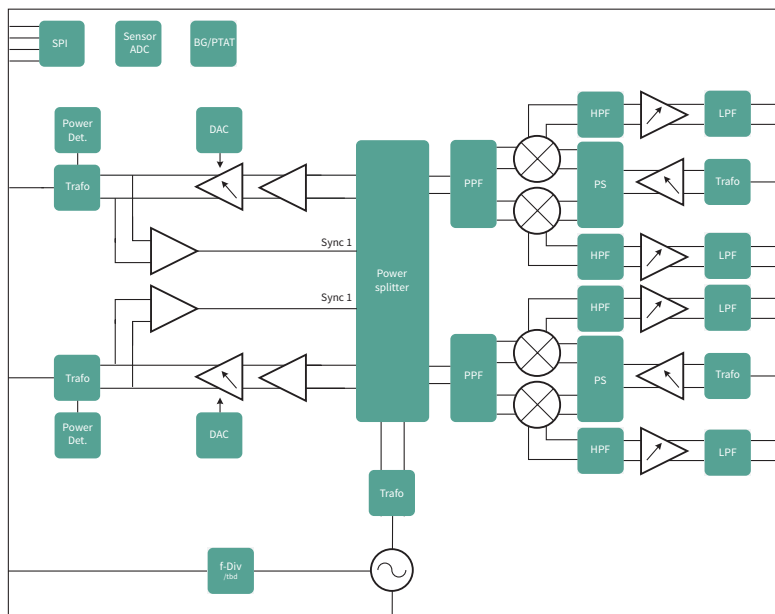 SPI
Sensor
ADC
BG/PTAT
Power
Det.
DAC
HPF
LPF
Trafo
PPF
PS
Trafo
Sync 1
HPF
LPF
Power
splitter
Sync 1
HPF
LPF
Trafo
PPF
PS
Trafo
Power
Det.
DAC
HPF
LPF
Trafo
f-Div
/tbd